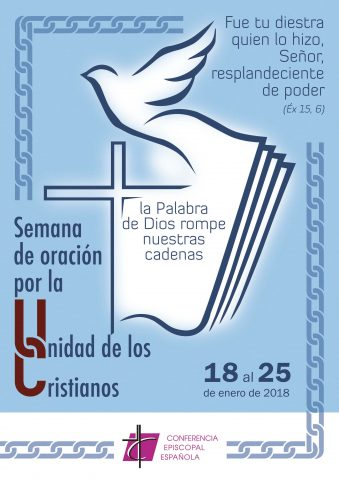 Fue tu diestra
quien lo hizo,
Señor,
resplandeciente
de poder
(Éx 15, 6)
la Palabra
de Dios rompe
nuestras
cadenas
Semana
de oración
por la
Unidad de los
Cristianos
18 al 25
de enero de 2018
CONFERENCIA
EPISCOPAL
ESPAÑOLA